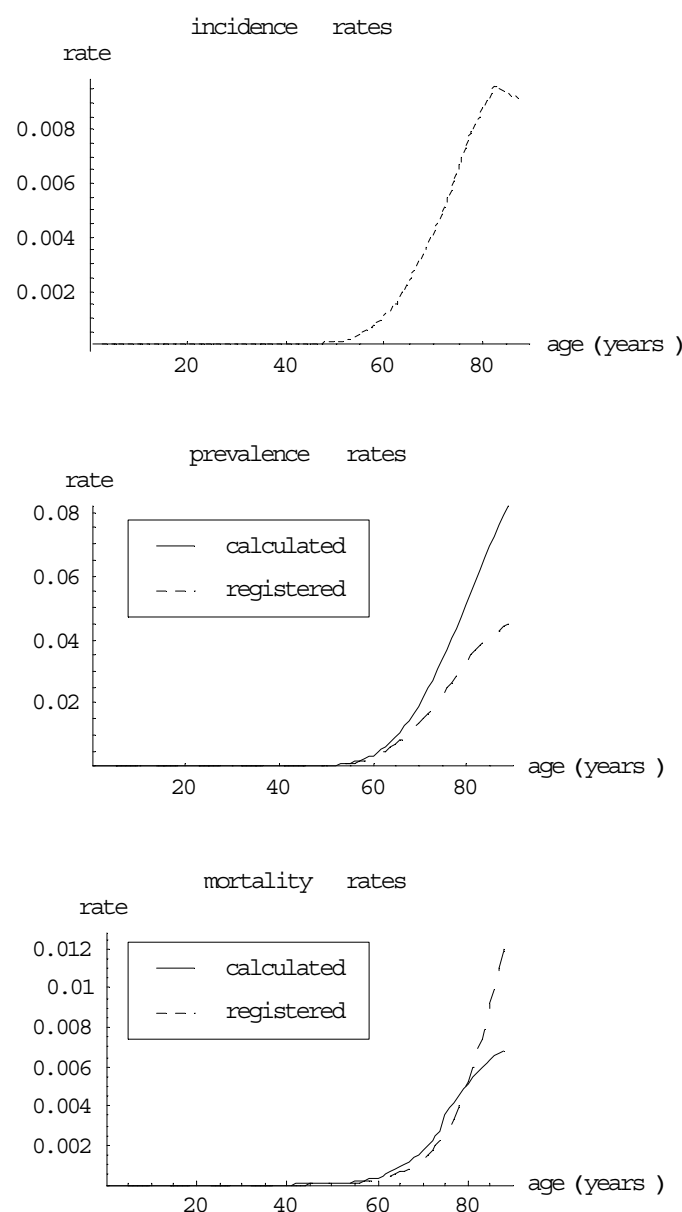 incidence rates
rate
0.008
0.006
0.004
0.002
20 40 60 80
age (years )
prevalence rates
rate
0.08
0.06
0.04
0.02
calculated
registered
20 40 60 80
age (years )
mortality rates
rate
0.012
0.01
0.008
0.006
0.004
0.002
calculated
registered
20 40 60 80
age (years )